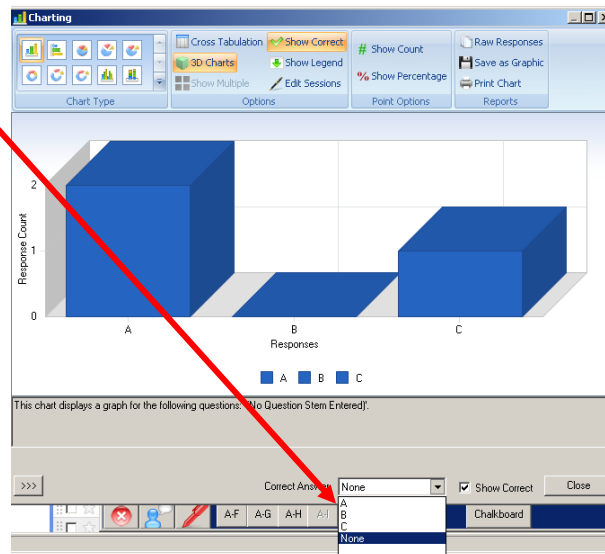 Charting
Cross Tabulation
Show Correct
3D Charts
Show Legend
Show Multiple
Edit Sessions
# Show Count
% Show Percentage
Raw Responses
Save as Graphic
Print Chart
Chart Type
Options
Point Options
Reports
Response Count
2
1
0
A
B
C
Responses
A B C
This chart displays a graph for the following questions: '(No Question Stem Entered)'.
>>>
Correct Answer
None
Show Correct
Close
A
B
C
None
A-F
A-G
A-H
A-I
Chalkboard